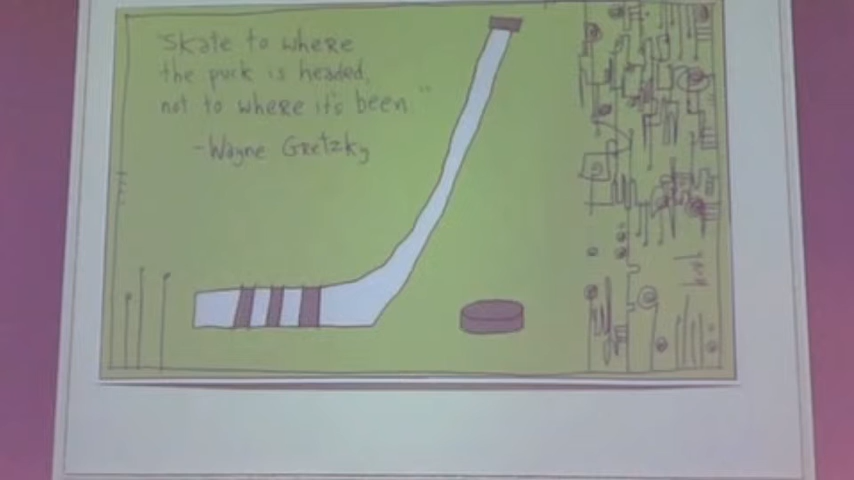 "Skate to where
the puck is headed,
not to where it's been"
-Wayne Gretzky